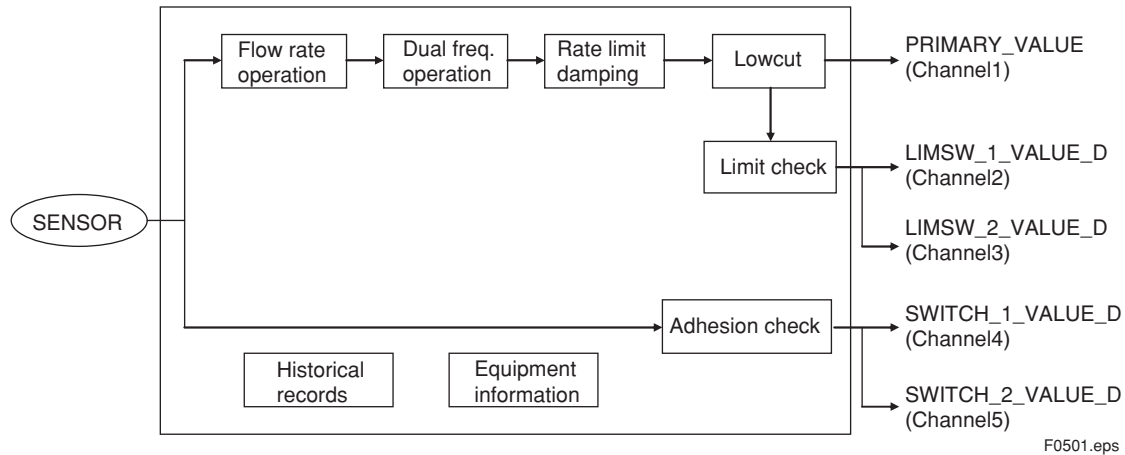 Flow rate
operation
Dual freq.
operation
Rate limit
damping
Lowcut
PRIMARY_VALUE
(Channel1)
Limit check
LIMSW_1_VALUE_D
(Channel2)
SENSOR
LIMSW_2_VALUE_D
(Channel3)
Adhesion check
SWITCH_1_VALUE_D
(Channel4)
Historical
records
Equipment
information
SWITCH_2_VALUE_D
(Channel5)
F0501.eps